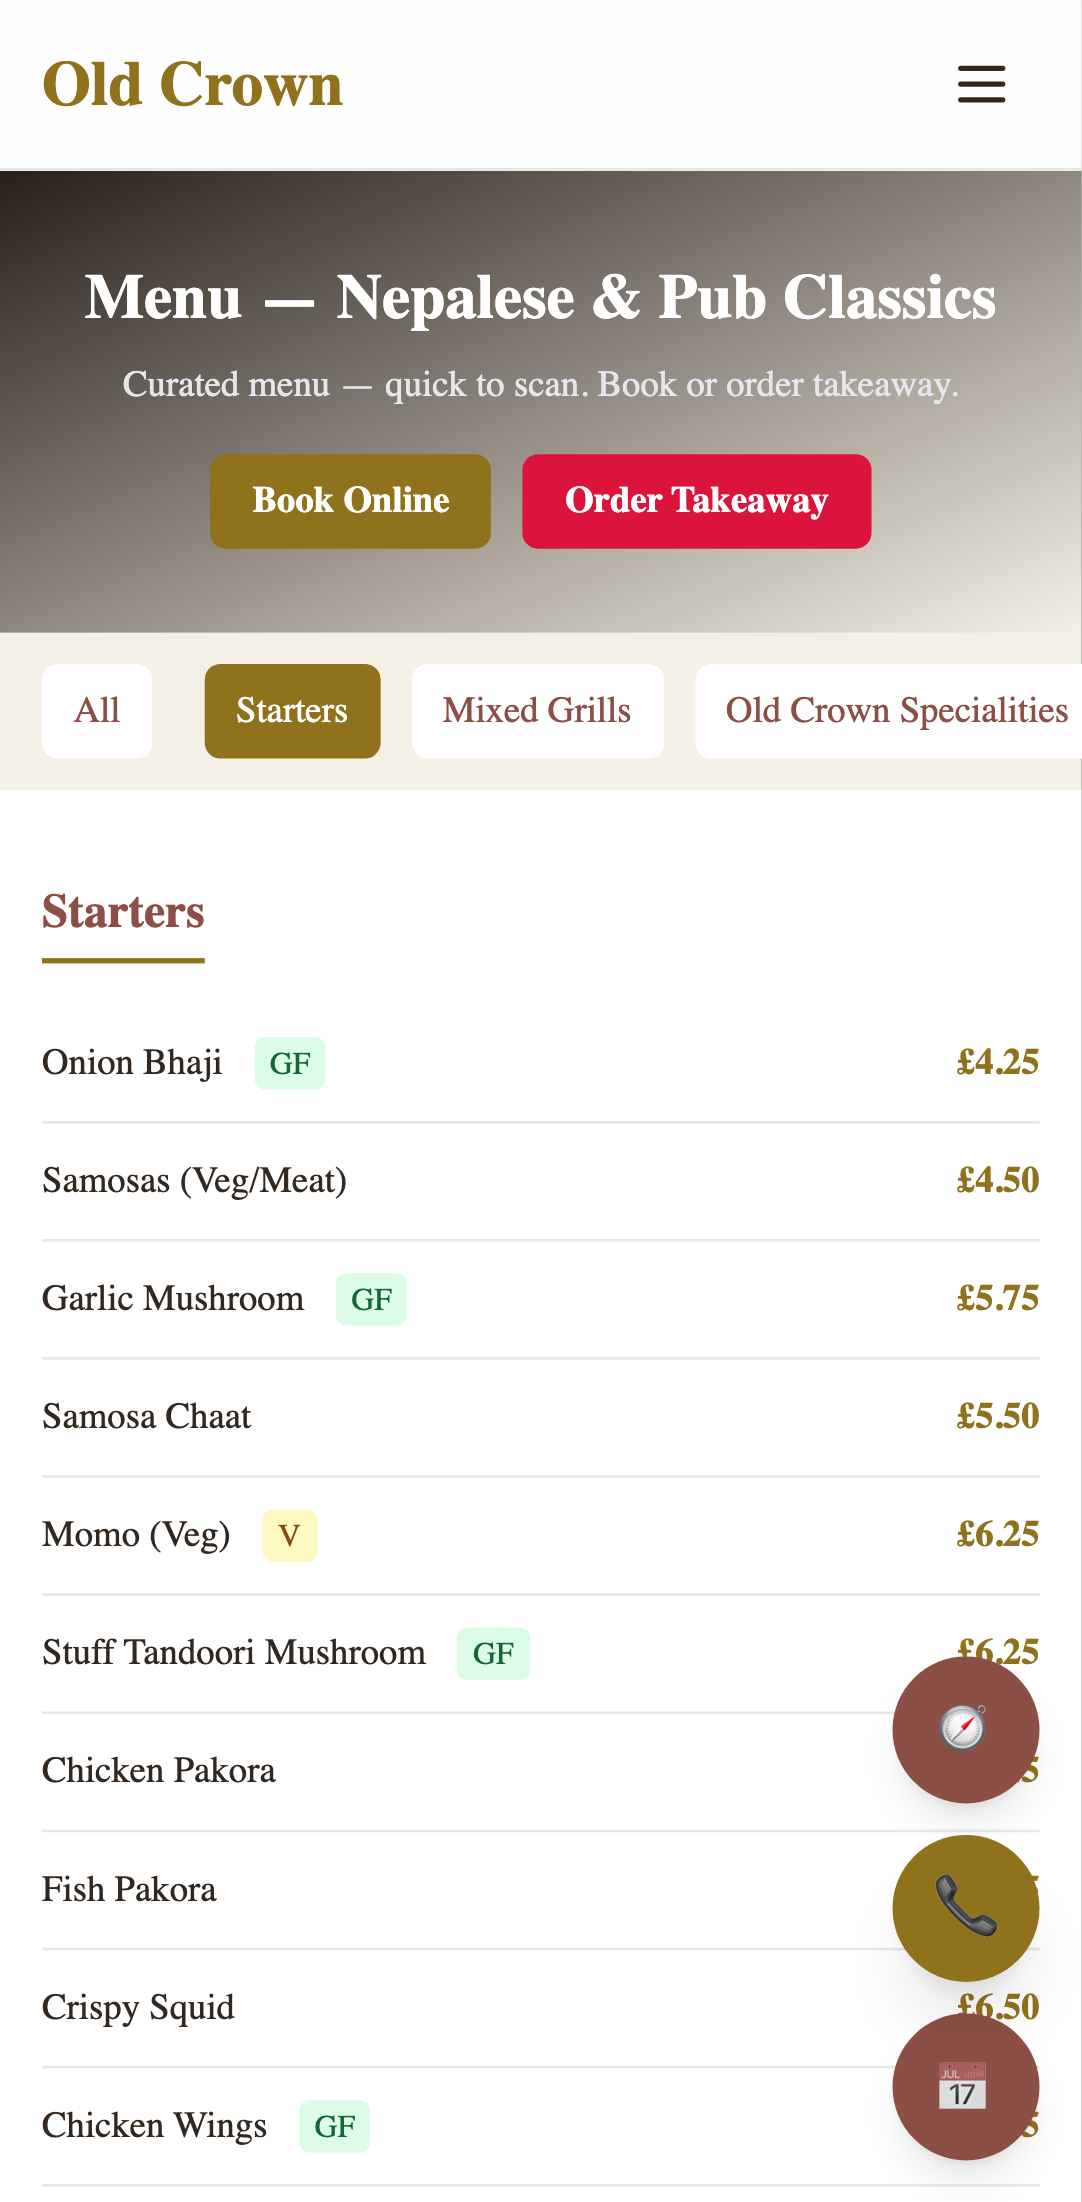 Old Crown
Menu — Nepalese & Pub Classics
Curated menu — quick to scan. Book or order takeaway.
Book Online
Order Takeaway
All
Starters
Mixed Grills
Old Crown Specialities
Starters
Onion Bhaji GF £4.25
Samosas (Veg/Meat) £4.50
Garlic Mushroom GF £5.75
Samosa Chaat £5.50
Momo (Veg) V £6.25
Stuff Tandoori Mushroom GF £6.25
Chicken Pakora
Fish Pakora
Crispy Squid £6.50
JUL
17
Chicken Wings GF